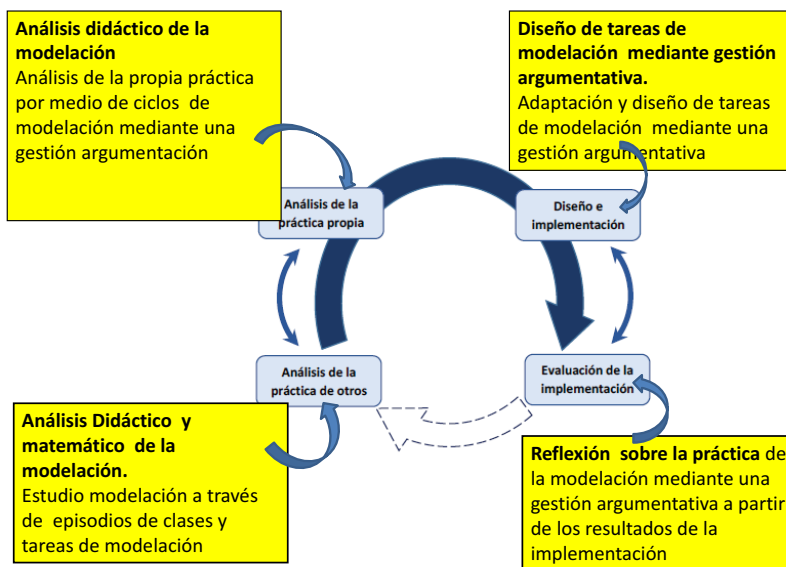 Análisis didáctico de la
modelación
Análisis de la propia práctica
por medio de ciclos de
modelación mediante una
gestión argumentación
Diseño de tareas de
modelación mediante gestión
argumentativa.
Adaptación y diseño de tareas
de modelación mediante una
gestión argumentativa
Análisis de la
práctica propia
Diseño e
implementación
Análisis de la
práctica de otros
Evaluación de la
implementación
Análisis Didáctico y
matemático de la
modelación.
Estudio modelación a través
de episodios de clases y
tareas de modelación
Reflexión sobre la práctica de
la modelación mediante una
gestión argumentativa a partir
de los resultados de la
implementación